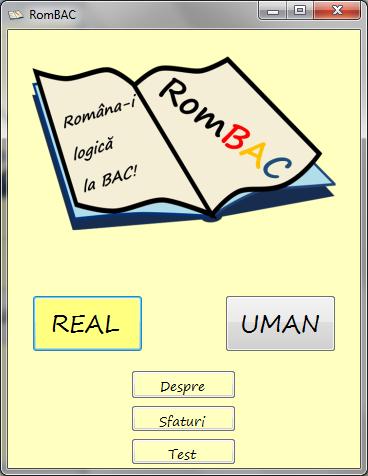 RomBAC
Româna-i
logică
la BAC!
RomBAC
REAL
UMAN
Despre
Sfaturi
Test